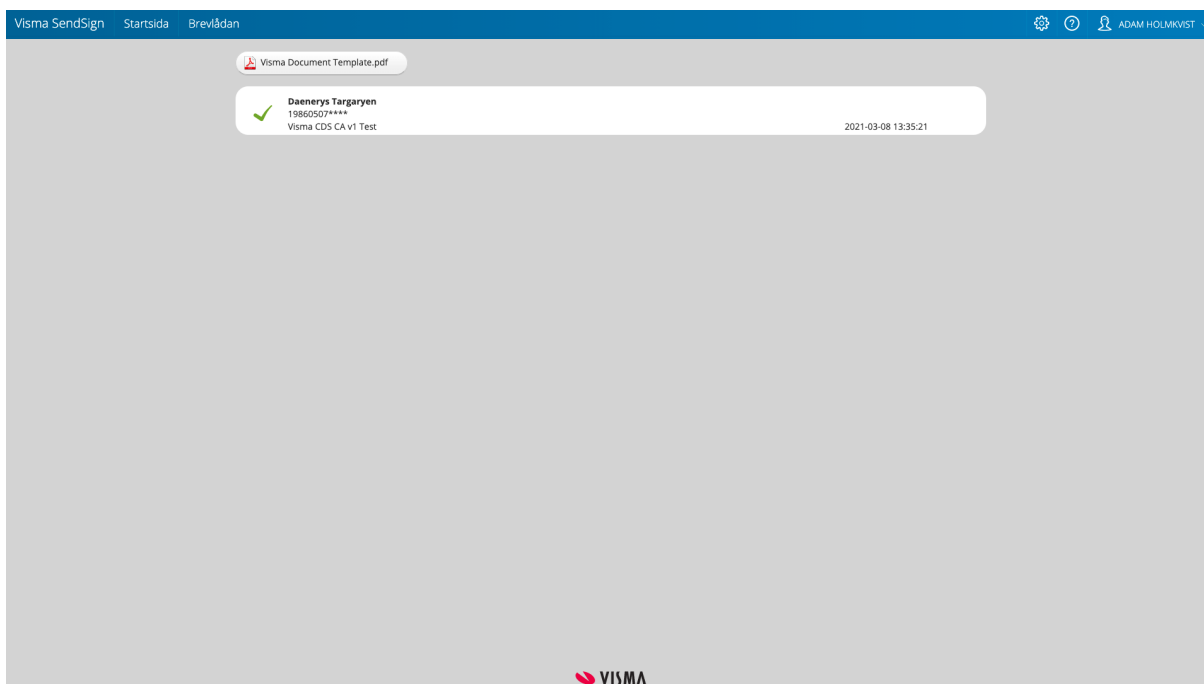 Visma SendSign Startsida Brevlådan ADAM HOLMKVIST
Visma Document Template.pdf
Daenerys Targaryen
19860507****
Visma CDS CA v1 Test 2021-03-08 13:35:21
VISMA